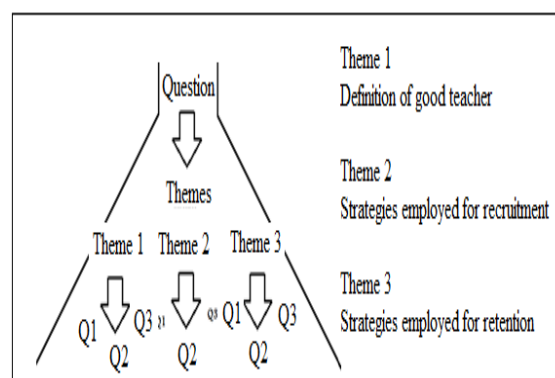 Question
Themes
Theme 1 Theme 2 Theme 3
Q1 Q3 Q1 Q3
Q2 Q2 Q2
Theme 1
Definition of good teacher
Theme 2
Strategies employed for recruitment
Theme 3
Strategies employed for retention